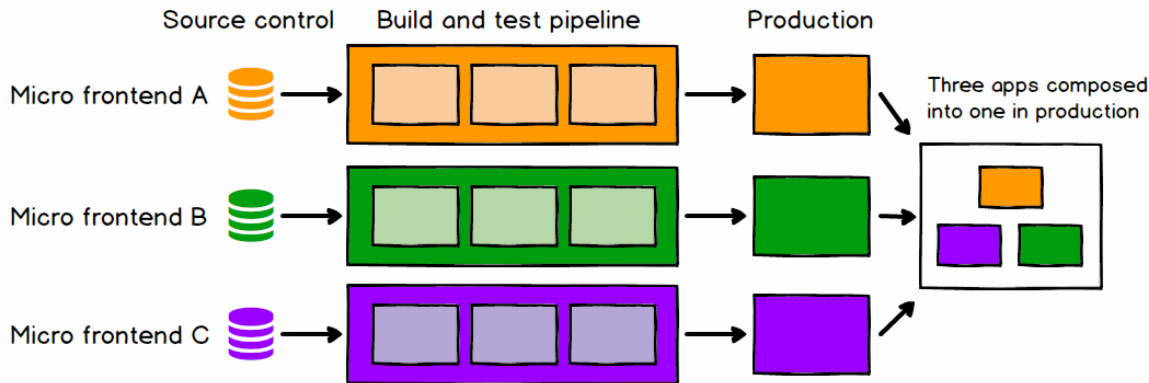 Source control
Build and test pipeline
Production
Micro frontend A
Three apps composed
into one in production
Micro frontend B
Micro frontend C